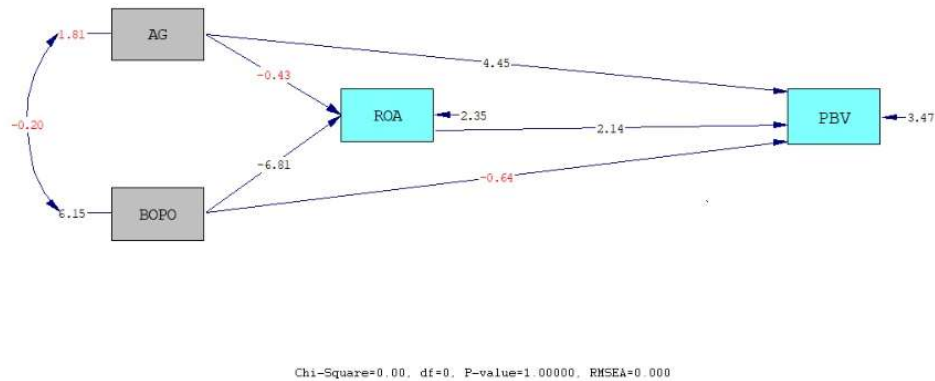 1.81
AG
4.45
-0.43
-0.20
ROA
2.35
2.14
PBV
3.47
-6.81
-0.64
6.15
BOPO
Chi-Square=0.00, df=0, P-value=1.00000, RMSEA=0.000